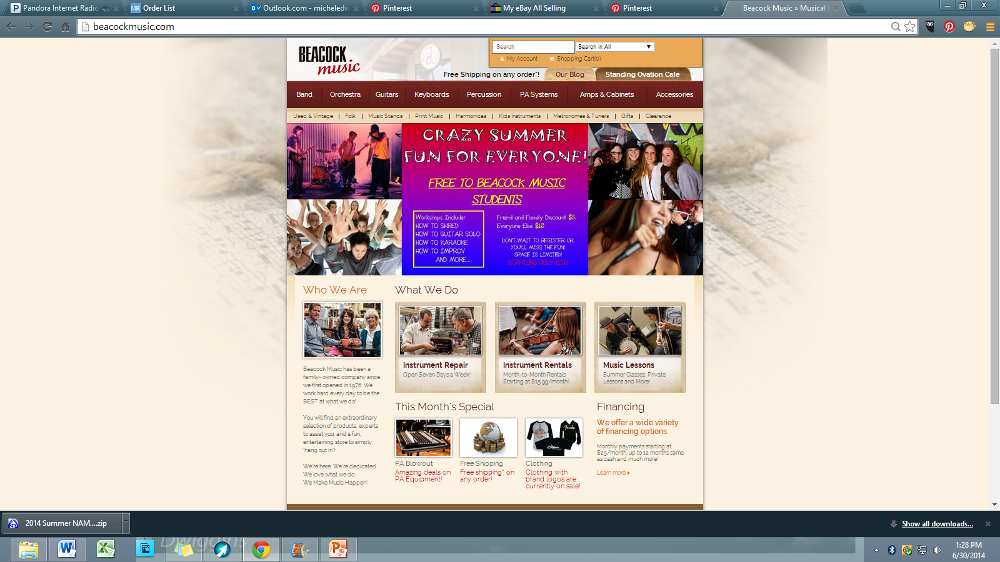 Pandora Internet Radio
MR Order List
Outlook.com - micheledw
Pinterest
My eBay All Selling
Pinterest
Beacock Music » Musical
beacockmusic.com
BEACOCK
music
Search
Search in All
My Account
Shopping Cart(0)
Free Shipping on any order*!
Our Blog
Standing Ovation Cafe
Band
Orchestra
Guitars
Keyboards
Percussion
PA Systems
Amps & Cabinets
Accessories
Used & Vintage | Folk | Music Stands | Print Music | Harmonicas | Kids Instruments | Metronomes & Tuners | Gifts | Clearance
CRAZY SUMMER
FUN FOR EVERYONE!
FREE TO BEACOCK MUSIC
STUDENTS
Workshops Include:
HOW TO SHRED
HOW TO GUITAR SOLO
HOW TO KARAOKE
HOW TO IMPROV
AND MORE....
Friend and Family Discount $5
Everyone Else $10
DON'T WAIT TO REGISTER OR
YOU'LL MISS THE FUN!
SPACE IS LIMITED!
STARTING JULY 12TH
Who We Are
Beacock Music has been a
family- owned company since
we first opened in 1976. We
work hard every day to be the
BEST at what we do!
You will find an extraordinary
selection of products, experts
to assist you, and a fun,
entertaining store to simply
'hang out in'!
We're here. We're dedicated.
We love what we do.
We Make Music Happen!
What We Do
Instrument Repair
Open Seven Days a Week!
Instrument Rentals
Month-to-Month Rentals
Starting at $15.99/month!
Music Lessons
Summer Classes, Private
Lessons and More!
This Month's Special
PA Blowout
Amazing deals on
PA Equipment!
Free Shipping
Free shipping* on
any order!
Clothing
Clothing with
brand logos are
currently on sale!
Financing
We offer a wide variety
of financing options.
Monthly payments starting at
$25/month, up to 12 months same
as cash and much more!
Learn more
ZIP
2014 Summer NAM....zip
Show all downloads...
Dwiggins
1:28 PM
6/30/2014